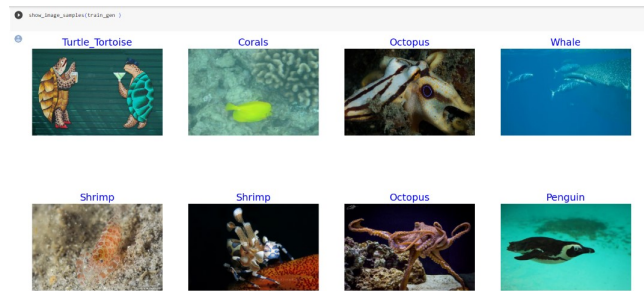 show_image_samples(train_gen )
Turtle_Tortoise
Corals
Octopus
Whale
Shrimp
Shrimp
Octopus
Penguin